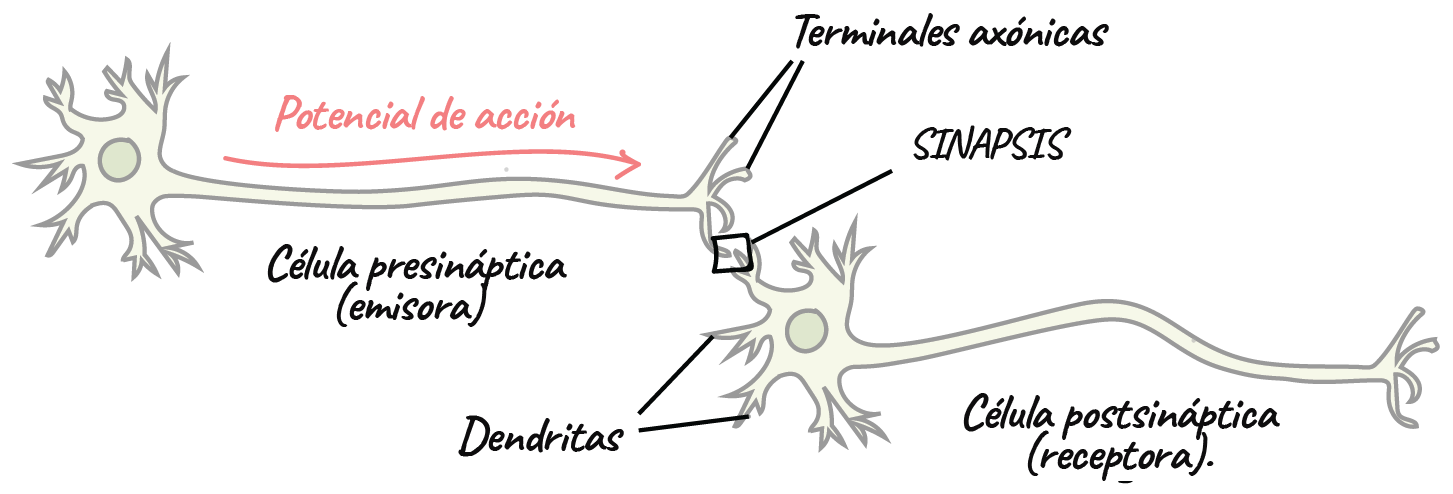 Terminales axónicas
Potencial de acción
SINAPSIS
Célula presináptica
(emisora)
Dendritas
Célula postsináptica
(receptora).